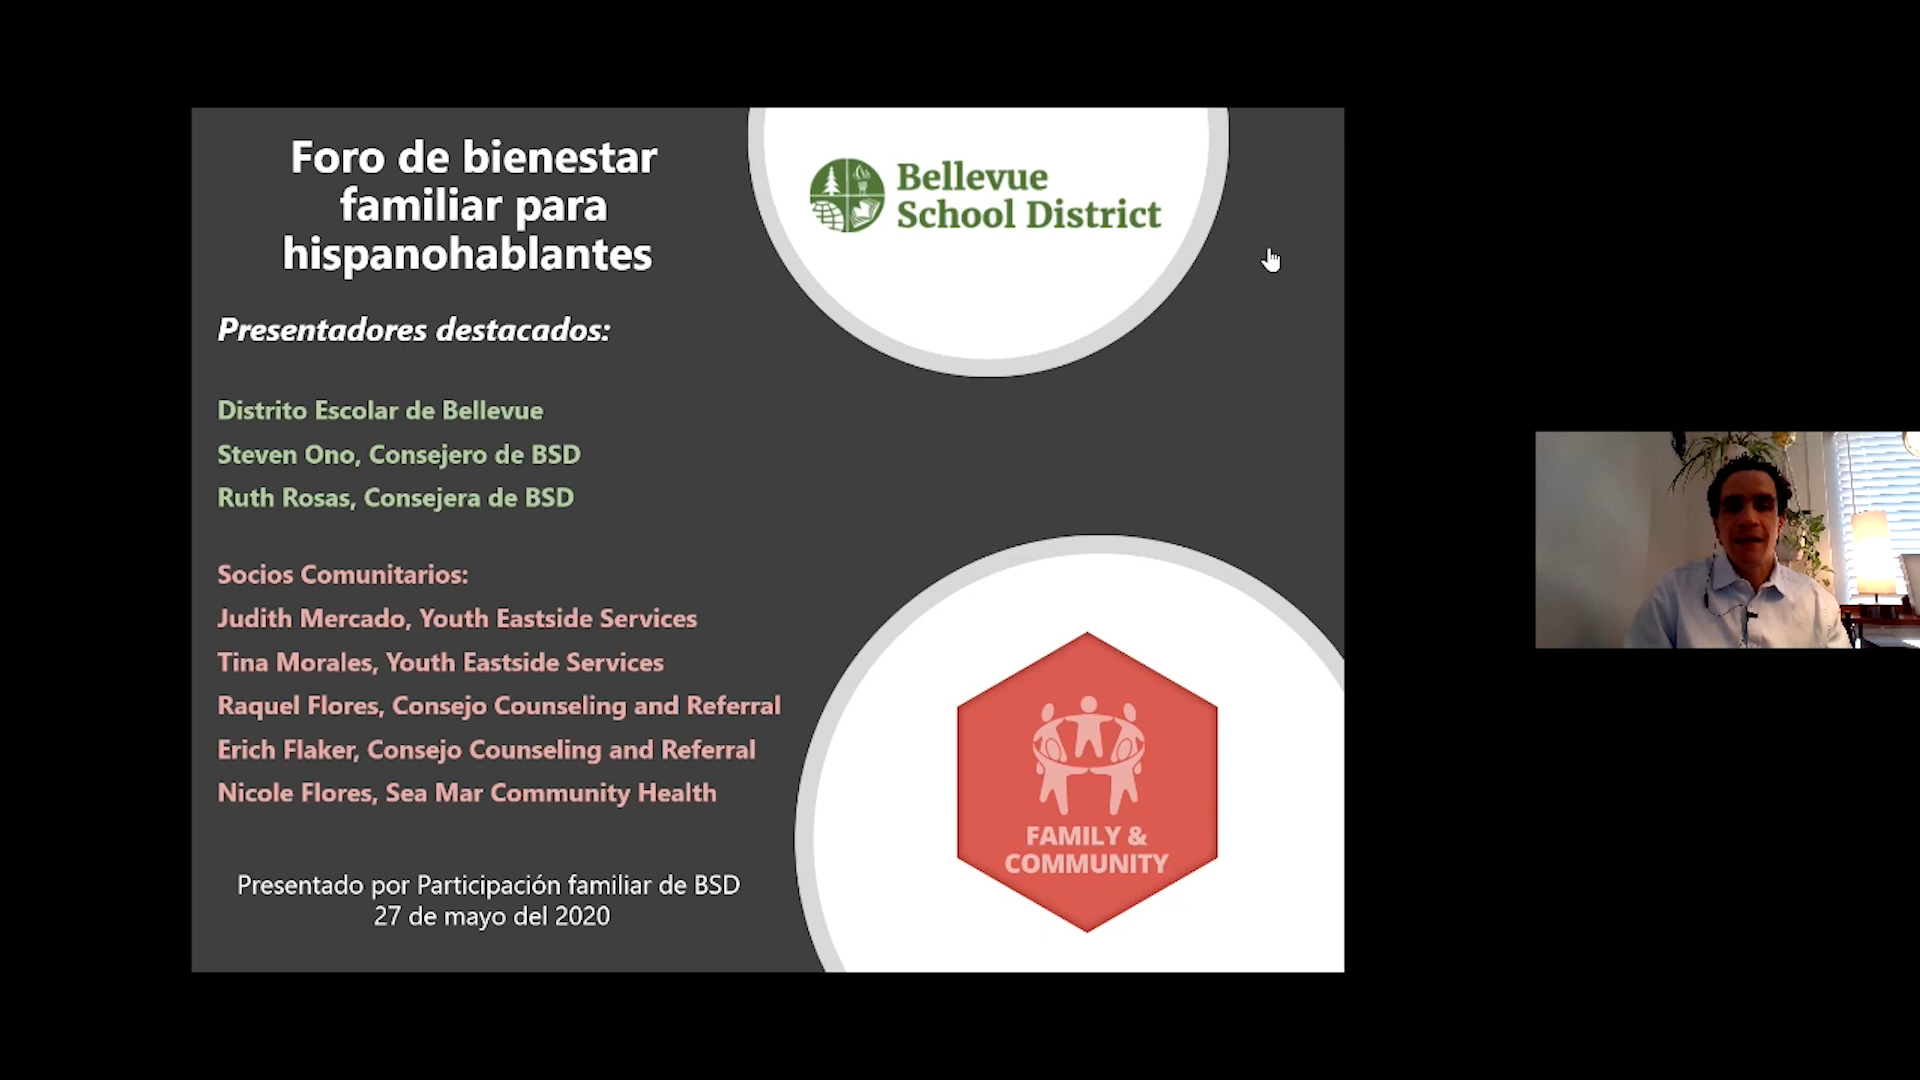 Foro de bienestar
familiar para
hispanohablantes
Presentadores destacados:
Distrito Escolar de Bellevue
Steven Ono, Consejero de BSD
Ruth Rosas, Consejera de BSD
Socios Comunitarios:
Judith Mercado, Youth Eastside Services
Tina Morales, Youth Eastside Services
Raquel Flores, Consejo Counseling and Referral
Erich Flaker, Consejo Counseling and Referral
Nicole Flores, Sea Mar Community Health
Presentado por Participación familiar de BSD
27 de mayo del 2020
Bellevue
School District
FAMILY &
COMMUNITY